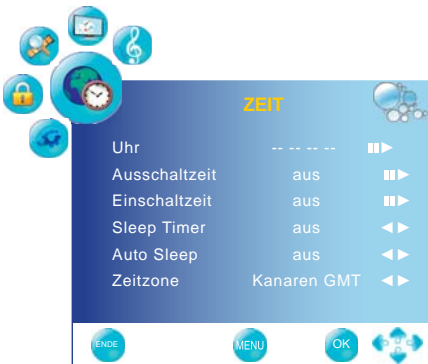 ZEIT
Uhr -- -- -- --
Ausschaltzeit aus
Einschaltzeit aus
Sleep Timer aus
Auto Sleep aus
Zeitzone Kanaren GMT
ENDE MENU OK